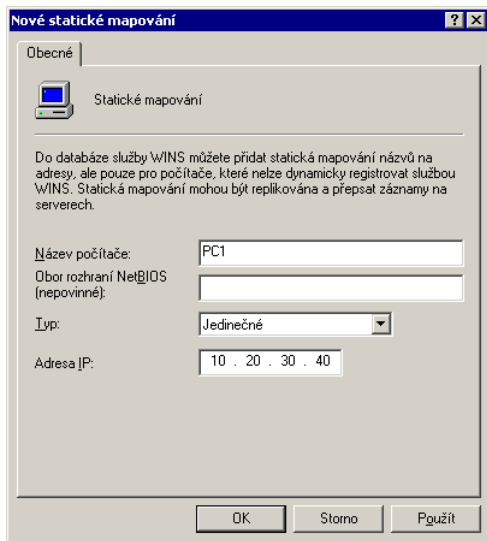 Nové statické mapování
Obecné
Statické mapování
Do databáze služby WINS můžete přidat statická mapování názvů na
adresy, ale pouze pro počítače, které nelze dynamicky registrovat službou
WINS. Statická mapování mohou být replikována a přepsat záznamy na
serverech.
Název počítače:
PC1
Obor rozhraní NetBIOS
(nepovinné):
Typ:
Jedinečné
Adresa IP:
10 . 20 . 30 . 40
OK
Storno
Použít